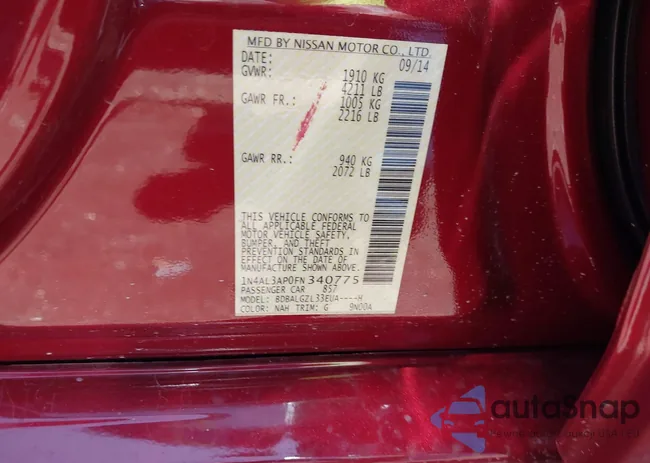 MFD BY NISSAN MOTOR CO., LTD.
DATE: 09/14
GVWR: 1910 KG
4211 LB
GAWR FR.: 1005 KG
2216 LB
GAWR RR.: 940 KG
2072 LB
THIS VEHICLE CONFORMS TO
ALL APPLICABLE FEDERAL
MOTOR VEHICLE SAFETY,
BUMPER, AND THEFT
PREVENTION STANDARDS IN
EFFECT ON THE DATE OF
MANUFACTURE SHOWN ABOVE.
1N4AL3AP0FN340775
PASSENGER CAR 857
MODEL: BDBALGZL33EUA----H
COLOR: NAH TRIM: G 9N00A
autoSnap